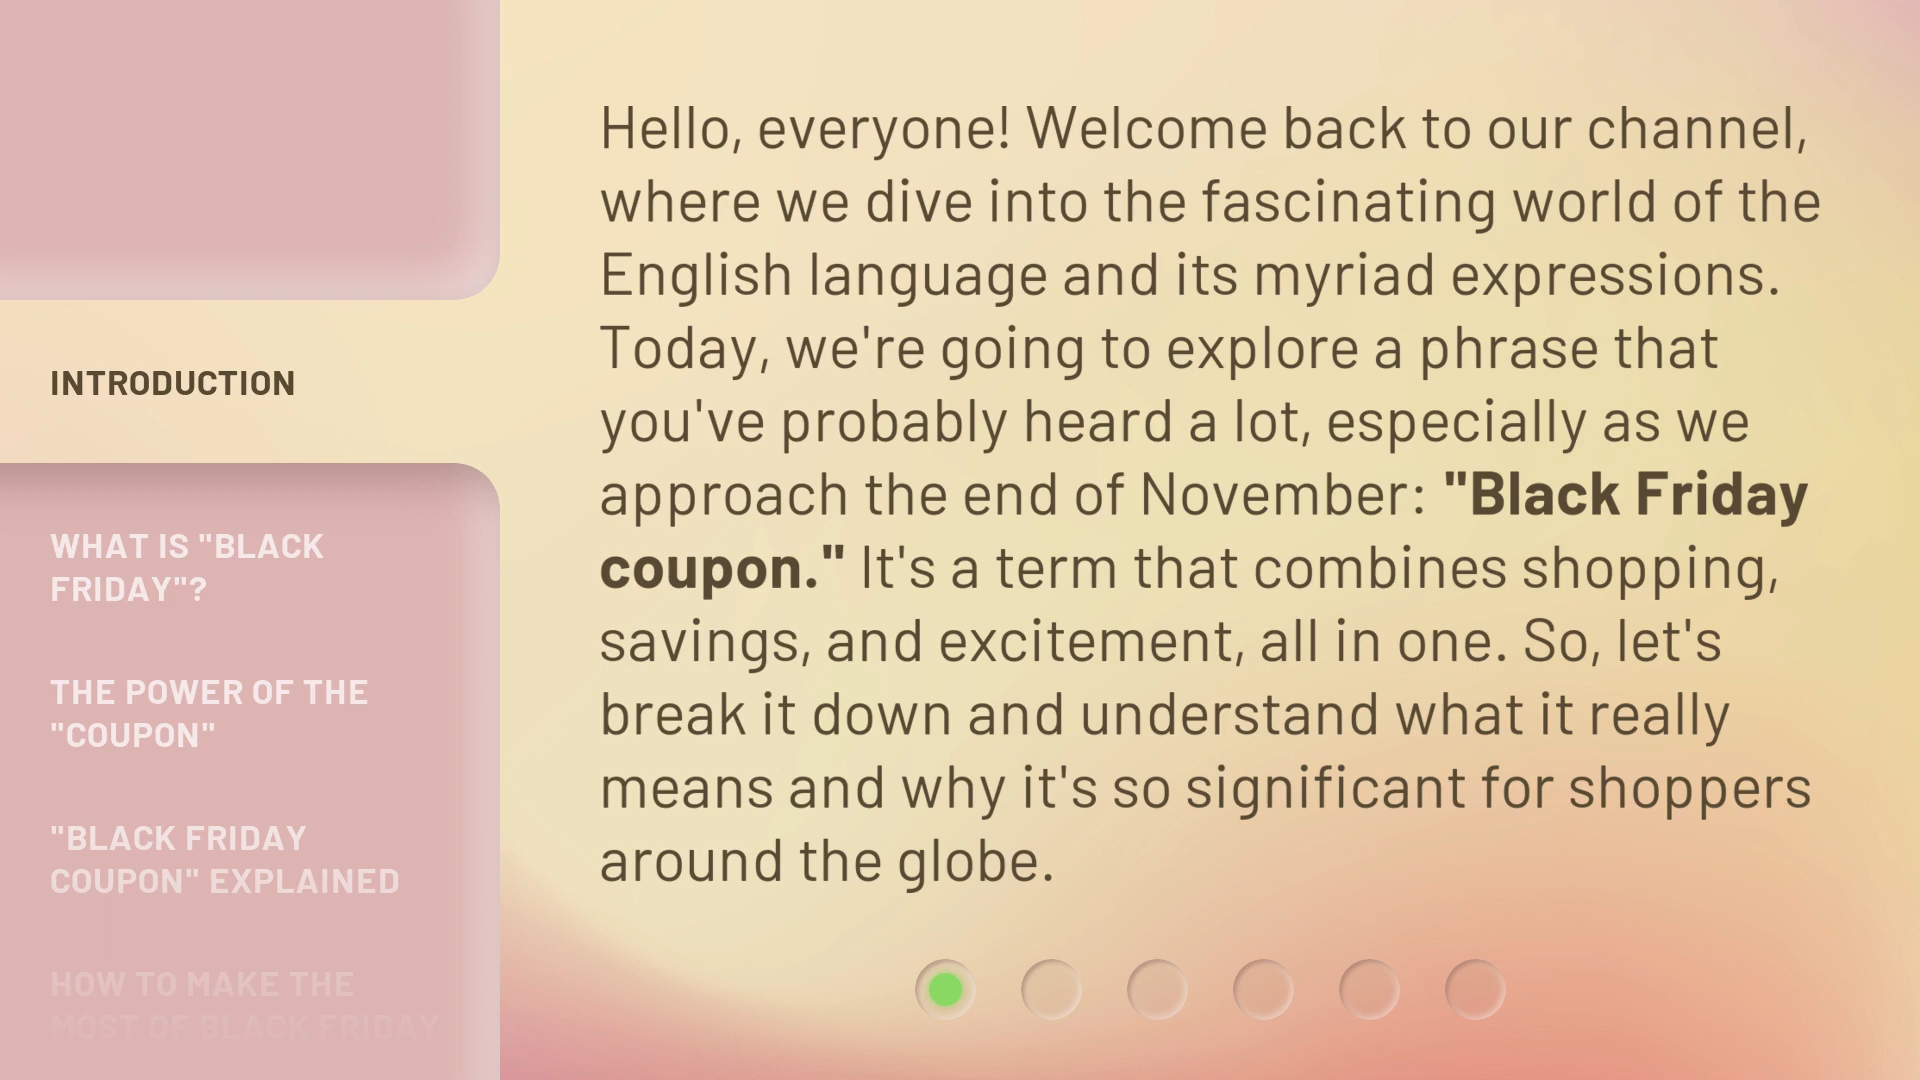 INTRODUCTION
WHAT IS "BLACK
FRIDAY"?
THE POWER OF THE
"COUPON"
"BLACK FRIDAY
COUPON" EXPLAINED
HOW TO MAKE THE
MOST OF BLACK FRIDAY
Hello, everyone! Welcome back to our channel,
where we dive into the fascinating world of the
English language and its myriad expressions.
Today, we're going to explore a phrase that
you've probably heard a lot, especially as we
approach the end of November: "Black Friday
coupon." It's a term that combines shopping,
savings, and excitement, all in one. So, let's
break it down and understand what it really
means and why it's so significant for shoppers
around the globe.